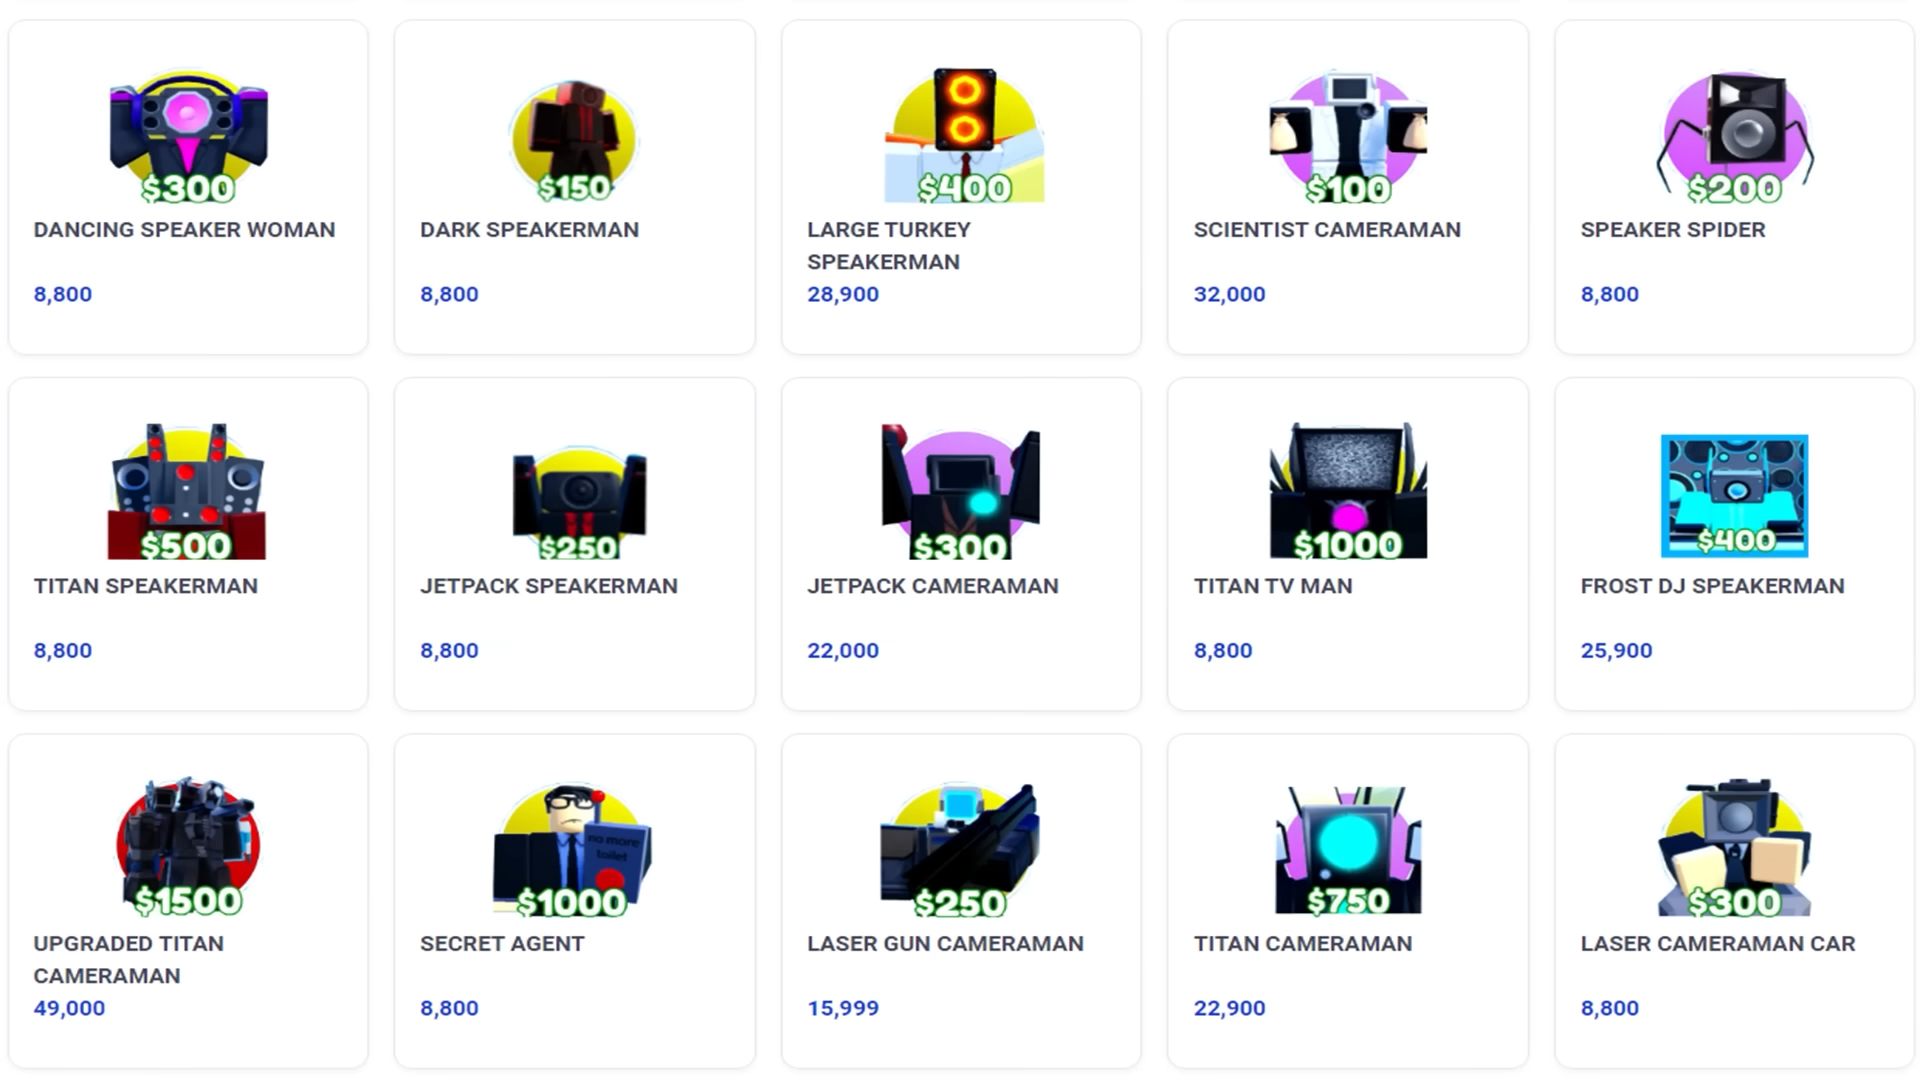 $300
DANCING SPEAKER WOMAN
8,800
$150
DARK SPEAKERMAN
8,800
$400
LARGE TURKEY
SPEAKERMAN
28,900
$100
SCIENTIST CAMERAMAN
32,000
$200
SPEAKER SPIDER
8,800
$500
TITAN SPEAKERMAN
8,800
$250
JETPACK SPEAKERMAN
8,800
$300
JETPACK CAMERAMAN
22,000
$1000
TITAN TV MAN
8,800
$400
FROST DJ SPEAKERMAN
25,900
$1500
UPGRADED TITAN
CAMERAMAN
49,000
no more
toilet
$1000
SECRET AGENT
8,800
$250
LASER GUN CAMERAMAN
15,999
$750
TITAN CAMERAMAN
22,900
$300
LASER CAMERAMAN CAR
8,800